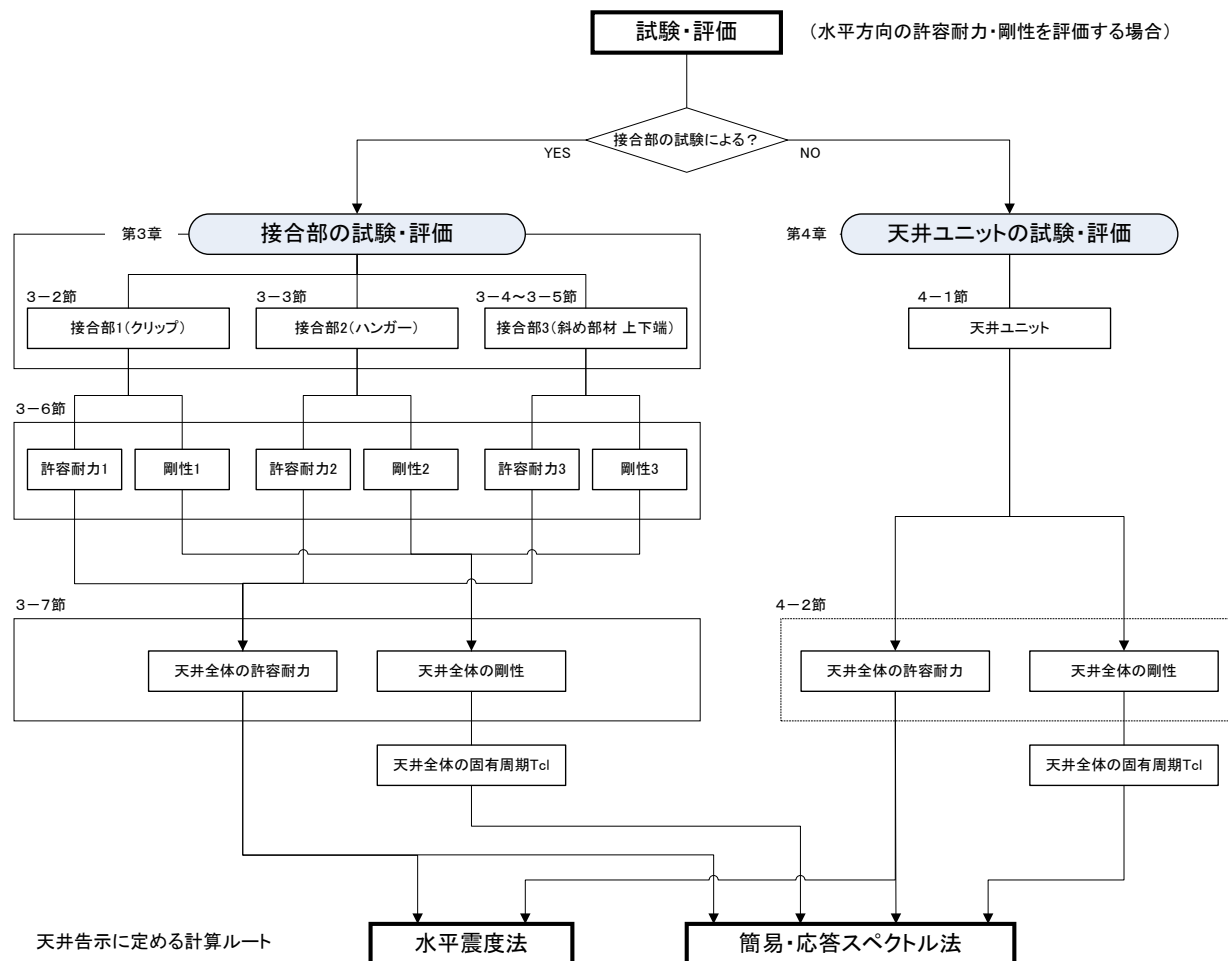 試験・評価
（水平方向の許容耐力・剛性を評価する場合）
接合部の試験による？
YES
NO
第3章
接合部の試験・評価
第4章
天井ユニットの試験・評価
3－2節
3－3節
3－4～3－5節
4－1節
接合部1（クリップ）
接合部2（ハンガー）
接合部3（斜め部材 上下端）
天井ユニット
3－6節
許容耐力1
剛性1
許容耐力2
剛性2
許容耐力3
剛性3
3－7節
4－2節
天井全体の許容耐力
天井全体の剛性
天井全体の許容耐力
天井全体の剛性
天井全体の固有周期Tcl
天井全体の固有周期Tcl
天井告示に定める計算ルート
水平震度法
簡易・応答スペクトル法